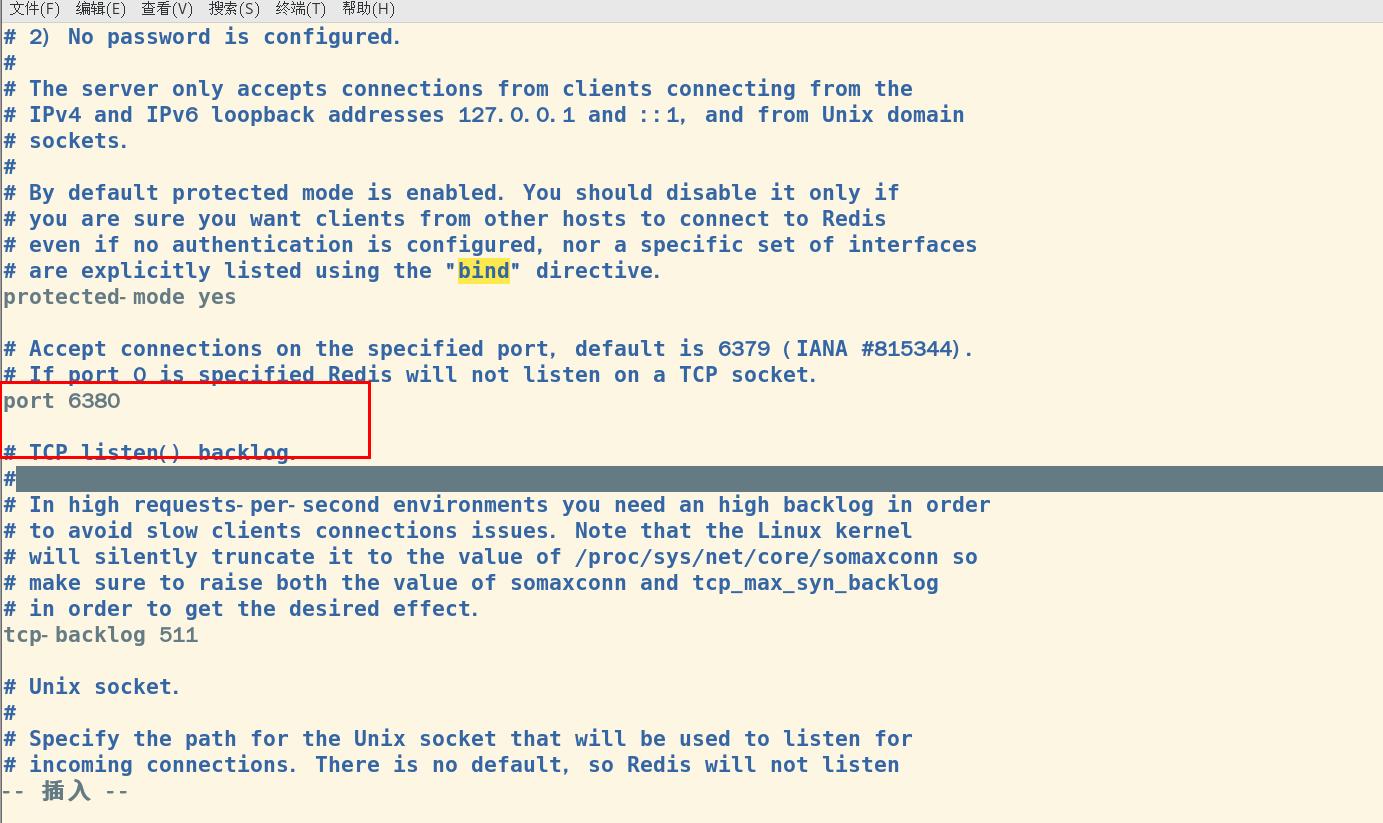 文件(F) 编辑(E) 查看(V) 搜索(S) 终端(T) 帮助(H)
# 2) No password is configured.
#
# The server only accepts connections from clients connecting from the
# IPv4 and IPv6 loopback addresses 127.0.0.1 and ::1, and from Unix domain
# sockets.
#
# By default protected mode is enabled. You should disable it only if
# you are sure you want clients from other hosts to connect to Redis
# even if no authentication is configured, nor a specific set of interfaces
# are explicitly listed using the "bind" directive.
protected-mode yes
# Accept connections on the specified port, default is 6379 (IANA #815344).
# If port 0 is specified Redis will not listen on a TCP socket.
port 6380
# TCP listen() backlog.
#
# In high requests-per-second environments you need an high backlog in order
# to avoid slow clients connections issues. Note that the Linux kernel
# will silently truncate it to the value of /proc/sys/net/core/somaxconn so
# make sure to raise both the value of somaxconn and tcp_max_syn_backlog
# in order to get the desired effect.
tcp-backlog 511
# Unix socket.
#
# Specify the path for the Unix socket that will be used to listen for
# incoming connections. There is no default, so Redis will not listen
-- 插入 --